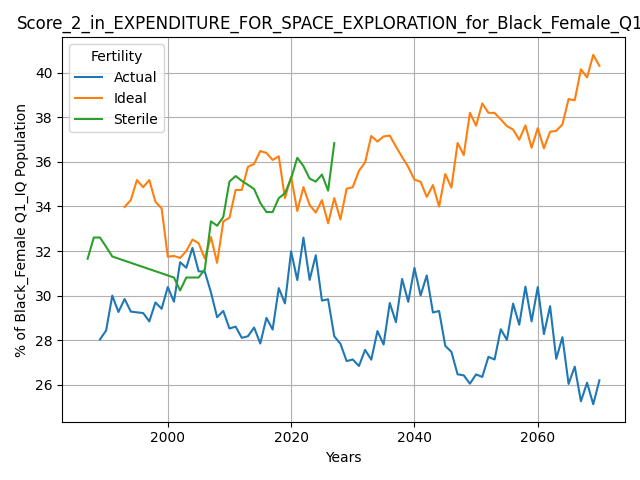 Score_2_in_EXPENDITURE_FOR_SPACE_EXPLORATION_for_Black_Female_Q1
Fertility
Actual
Ideal
Sterile
% of Black_Female Q1_IQ Population
40
38
36
34
32
30
28
26
2000
2020
2040
2060
Years